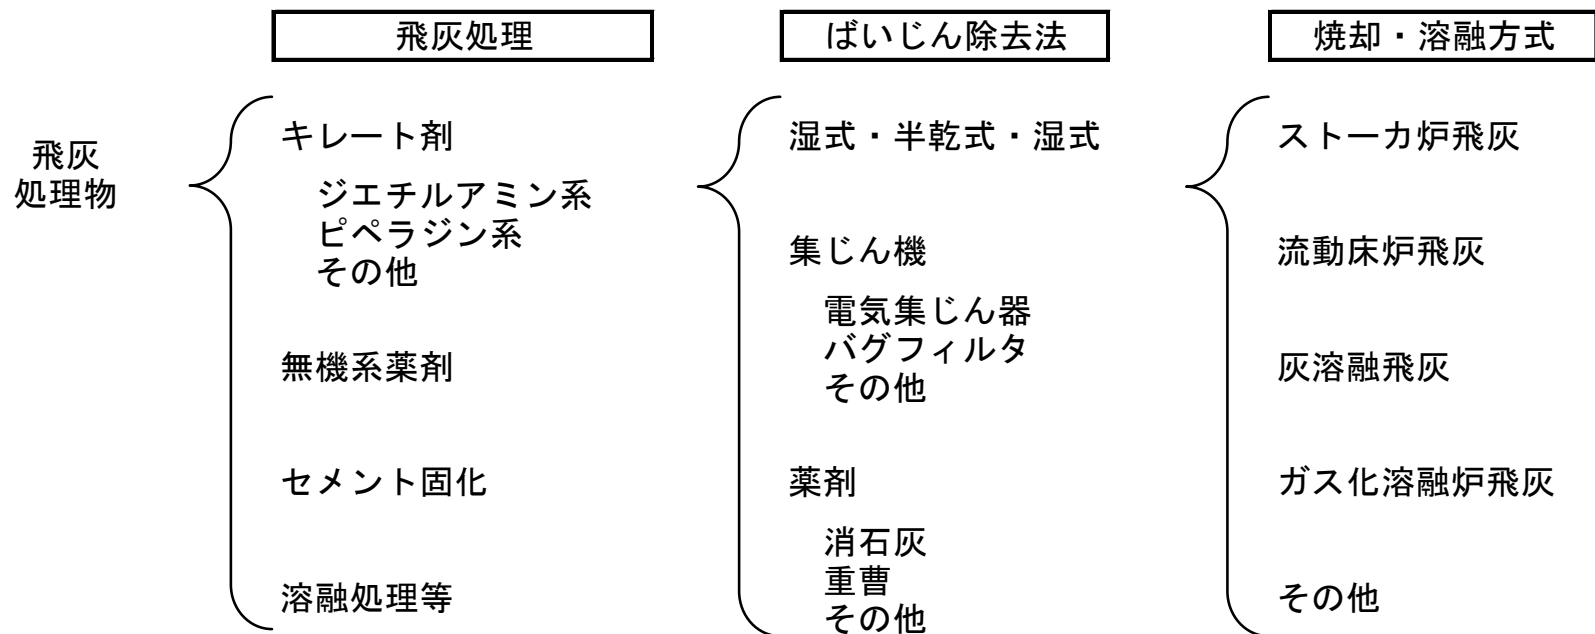 飛灰処理
ばいじん除去法
焼却・溶融方式
飛灰
処理物
キレート剤
ジエチルアミン系
ピペラジン系
その他
無機系薬剤
セメント固化
溶融処理等
湿式・半乾式・湿式
集じん機
電気集じん器
バグフィルタ
その他
薬剤
消石灰
重曹
その他
ストーカ炉飛灰
流動床炉飛灰
灰溶融飛灰
ガス化溶融炉飛灰
その他